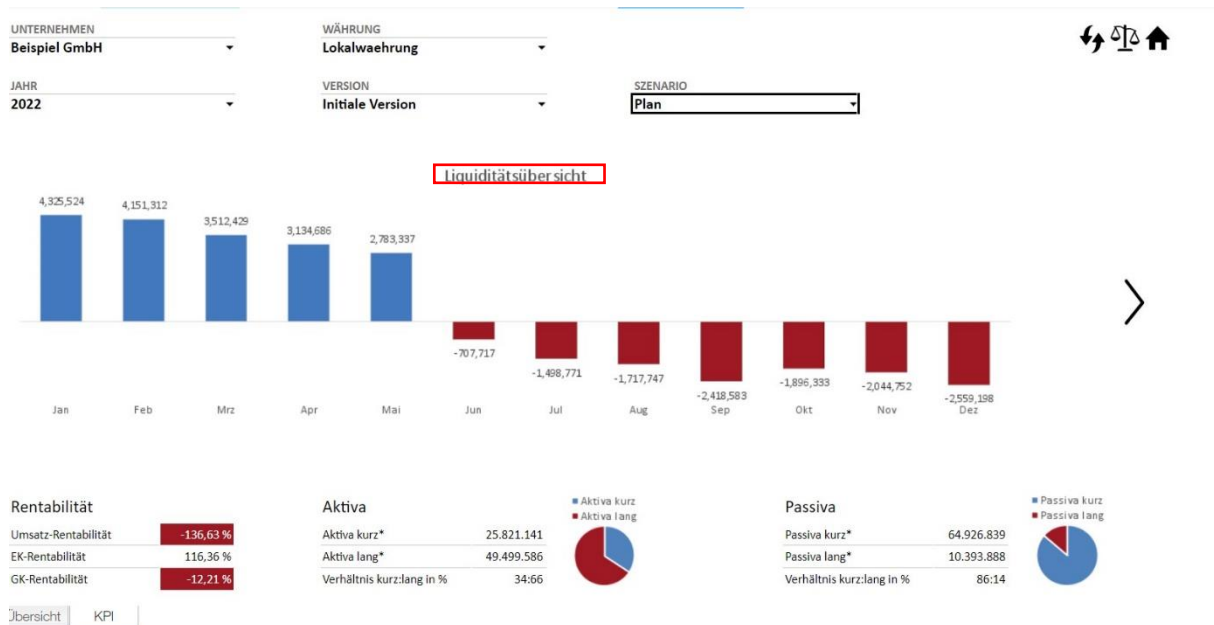 UNTERNEHMEN WÄHRUNG
Beispiel GmbH Lokalwaehrung
JAHR VERSION SZENARIO
2022 Initiale Version Plan
Liquiditätsübersicht
4,325,524 4,151,312 3,512,429 3,134,686 2,783,337
-707,717 -1,498,771 -1,717,747 -2,418,583 -1,896,333 -2,044,752 -2,559,198
Jan Feb Mrz Apr Mai Jun Jul Aug Sep Okt Nov Dez
Rentabilität
Umsatz-Rentabilität -136,63 %
EK-Rentabilität 116,36 %
GK-Rentabilität -12,21 %
Aktiva
Aktiva kurz* 25.821.141
Aktiva lang* 49.499.586
Verhältnis kurz:lang in % 34:66
Aktiva kurz
Aktiva lang
Passiva
Passiva kurz* 64.926.839
Passiva lang* 10.393.888
Verhältnis kurz:lang in % 86:14
Passiva kurz
Passiva lang
Übersicht KPI